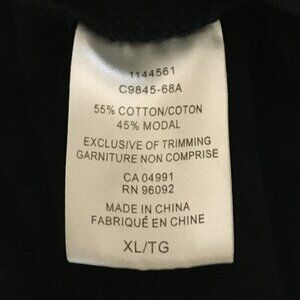 1144561
C9845-68A
55% COTTON/COTON
45% MODAL
EXCLUSIVE OF TRIMMING
GARNITURE NON COMPRISE
CA 04991
RN 96092
MADE IN CHINA
FABRIQUÉ EN CHINE
XL/TG